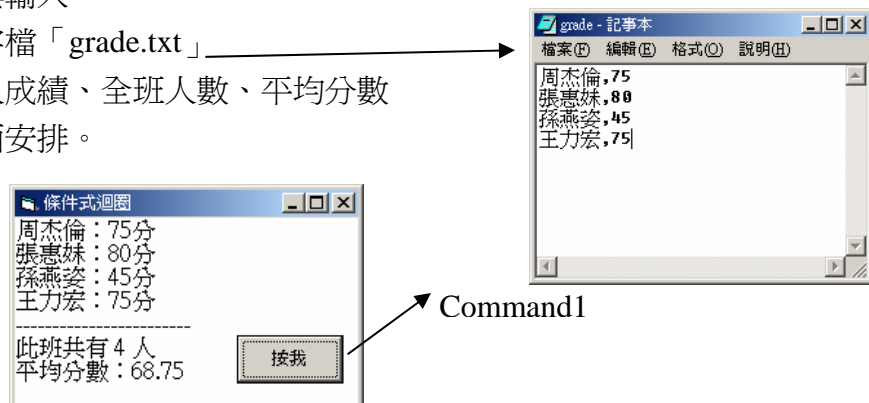 輸入
檔「grade.txt」
成績、全班人數、平均分數
安排。
grade - 記事本
檔案(F) 編輯(E) 格式(O) 說明(H)
周杰倫,75
張惠妹,80
孫燕姿,45
王力宏,75
條件式迴圈
周杰倫：75分
張惠妹：80分
孫燕姿：45分
王力宏：75分
------------------------
此班共有 4 人
平均分數：68.75
按我
Command1